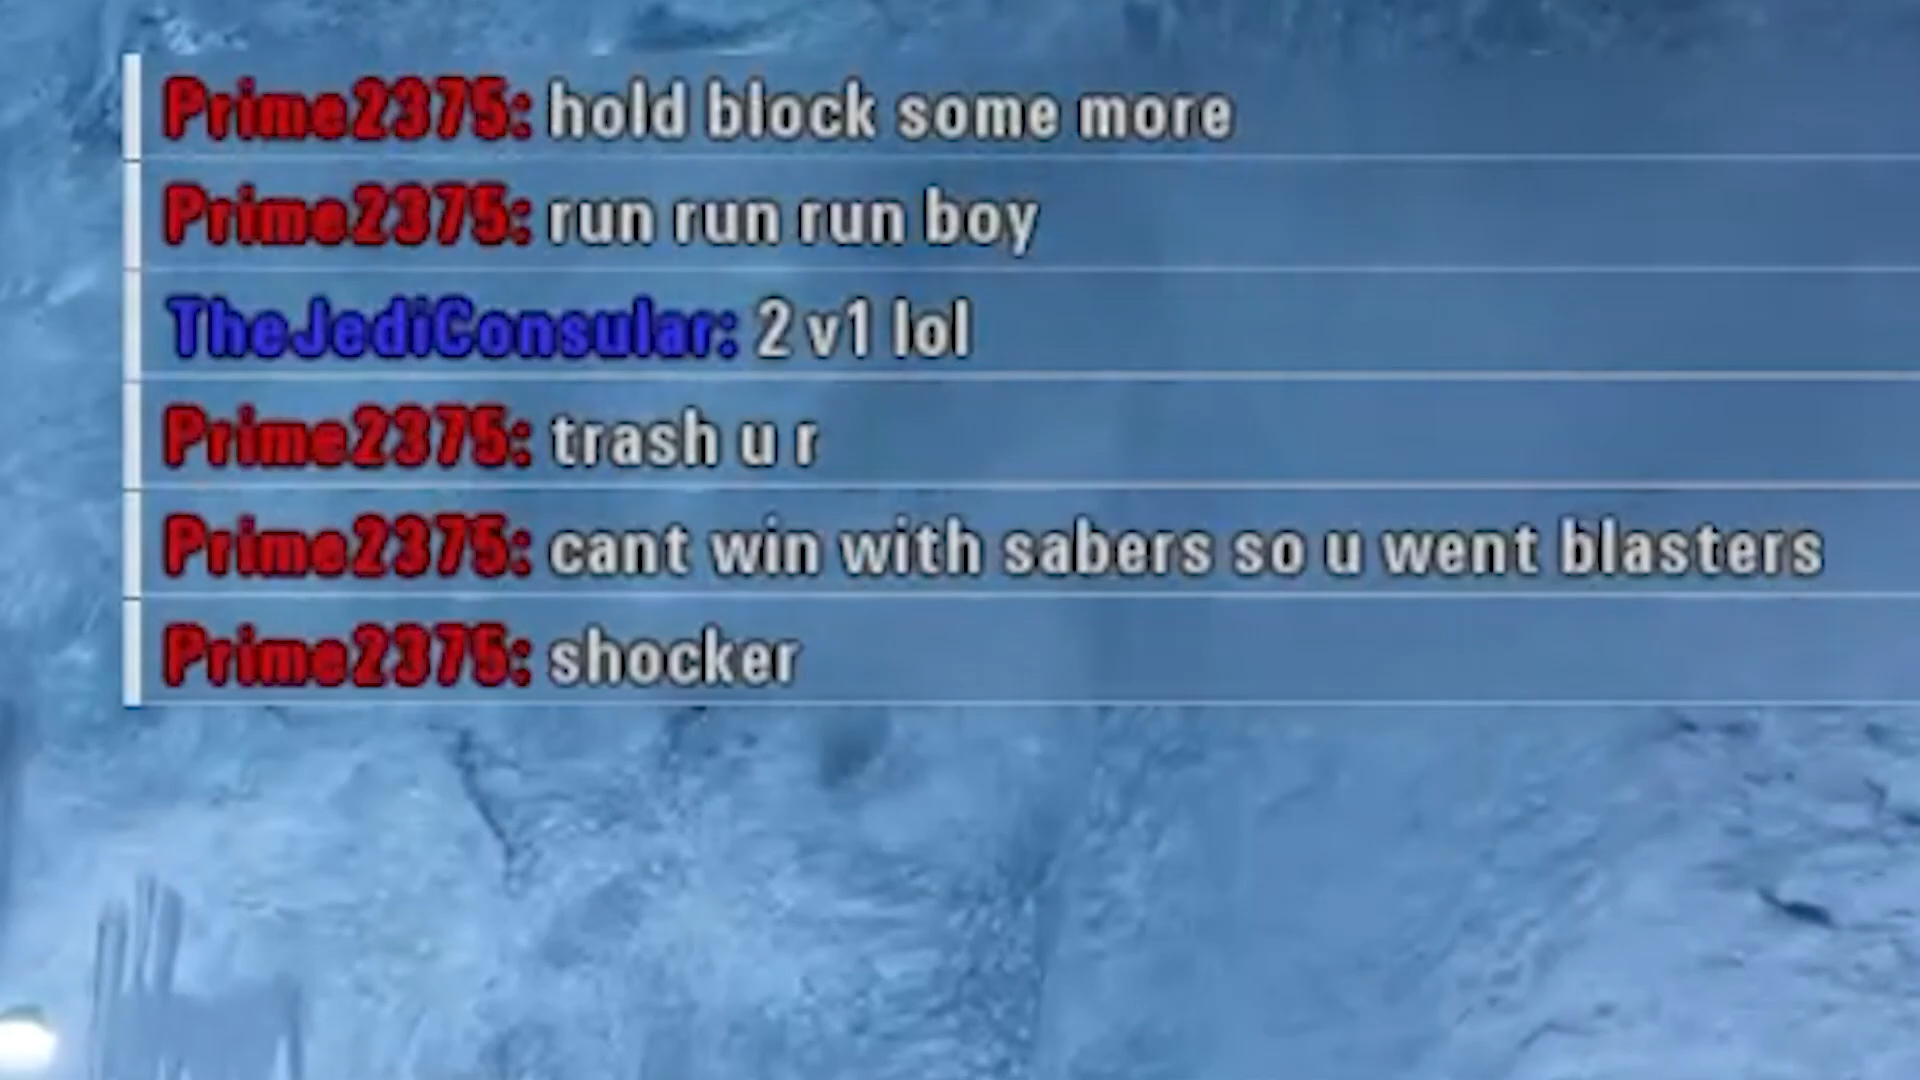 Prime2375: hold block some more
Prime2375: run run run boy
TheJediConsular: 2 v1 lol
Prime2375: trash u r
Prime2375: cant win with sabers so u went blasters
Prime2375: shocker